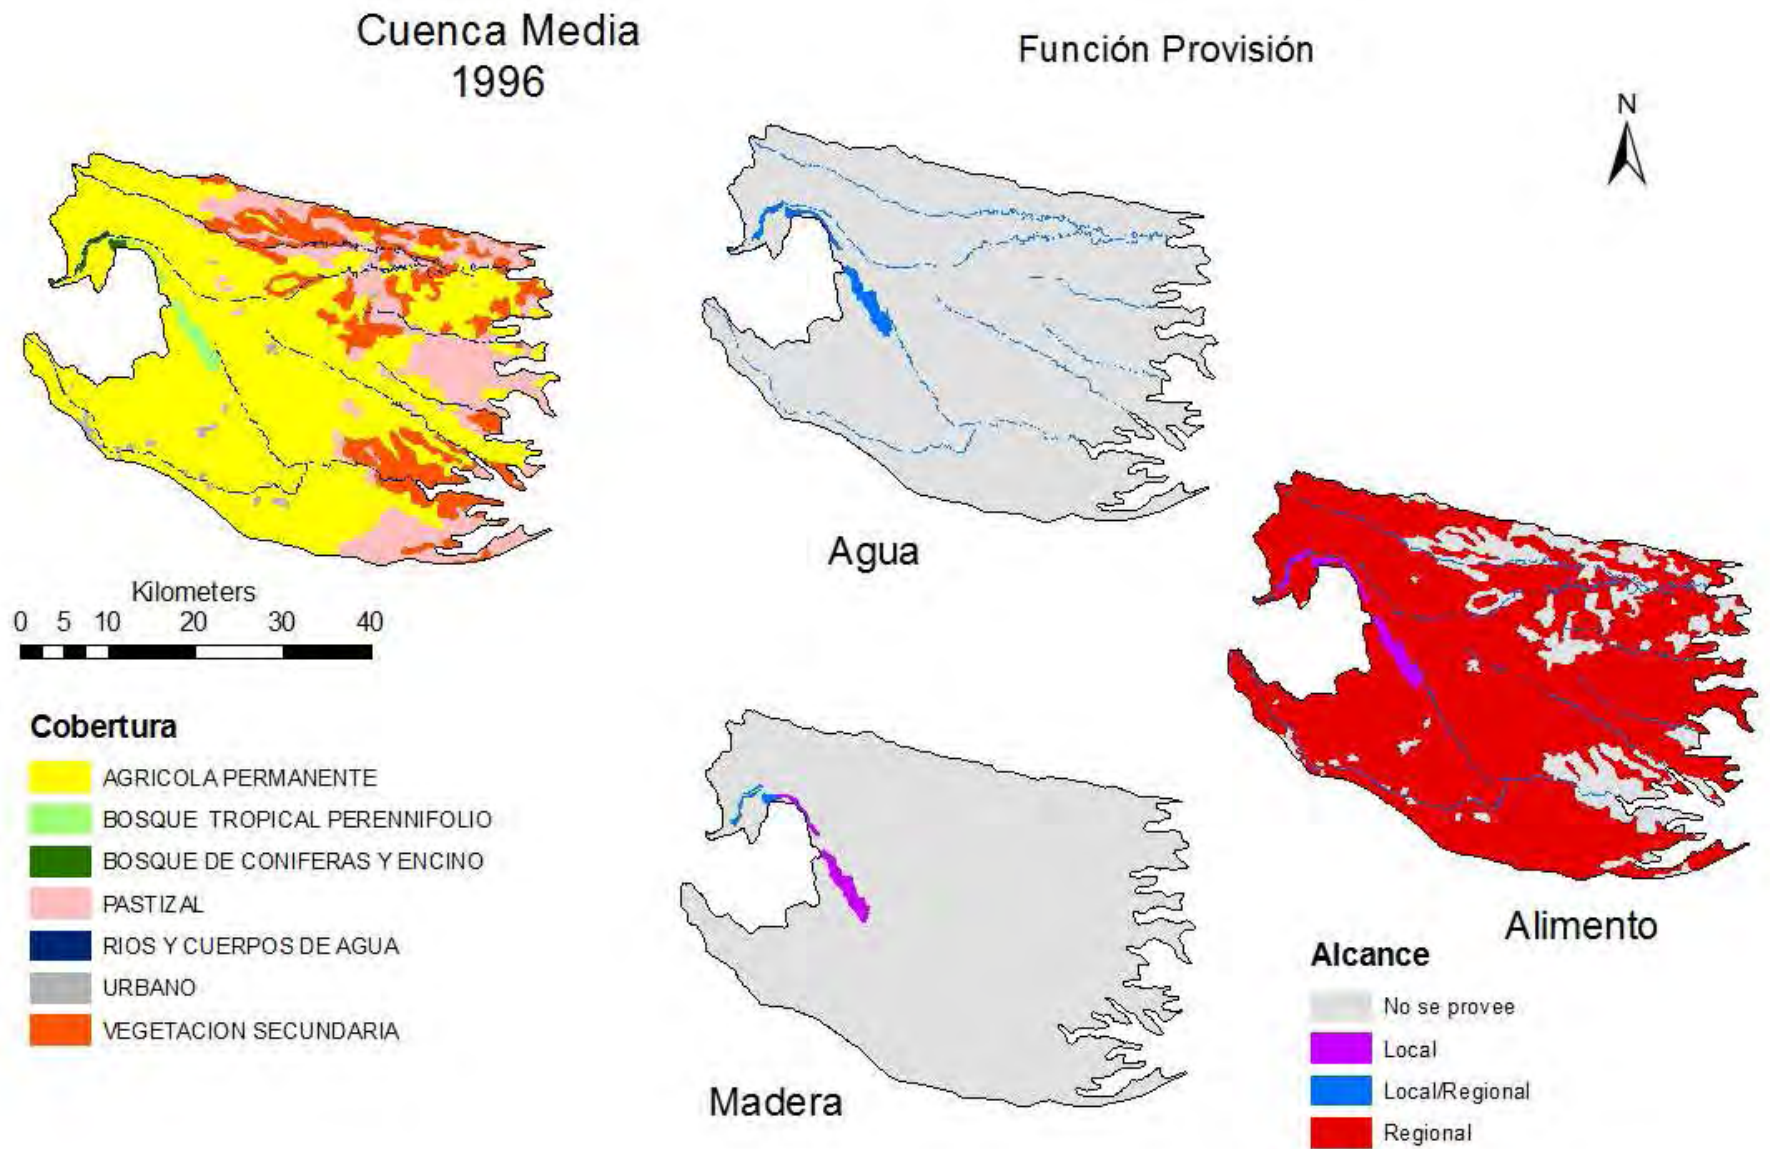 Cuenca Media
1996
Función Provisión
N
Agua
Kilometers
0 5 10 20 30 40
Cobertura
AGRICOLA PERMANENTE
BOSQUE TROPICAL PERENNIFOLIO
BOSQUE DE CONIFERAS Y ENCINO
PASTIZAL
RIOS Y CUERPOS DE AGUA
URBANO
VEGETACION SECUNDARIA
Madera
Alimento
Alcance
No se provee
Local
Local/Regional
Regional